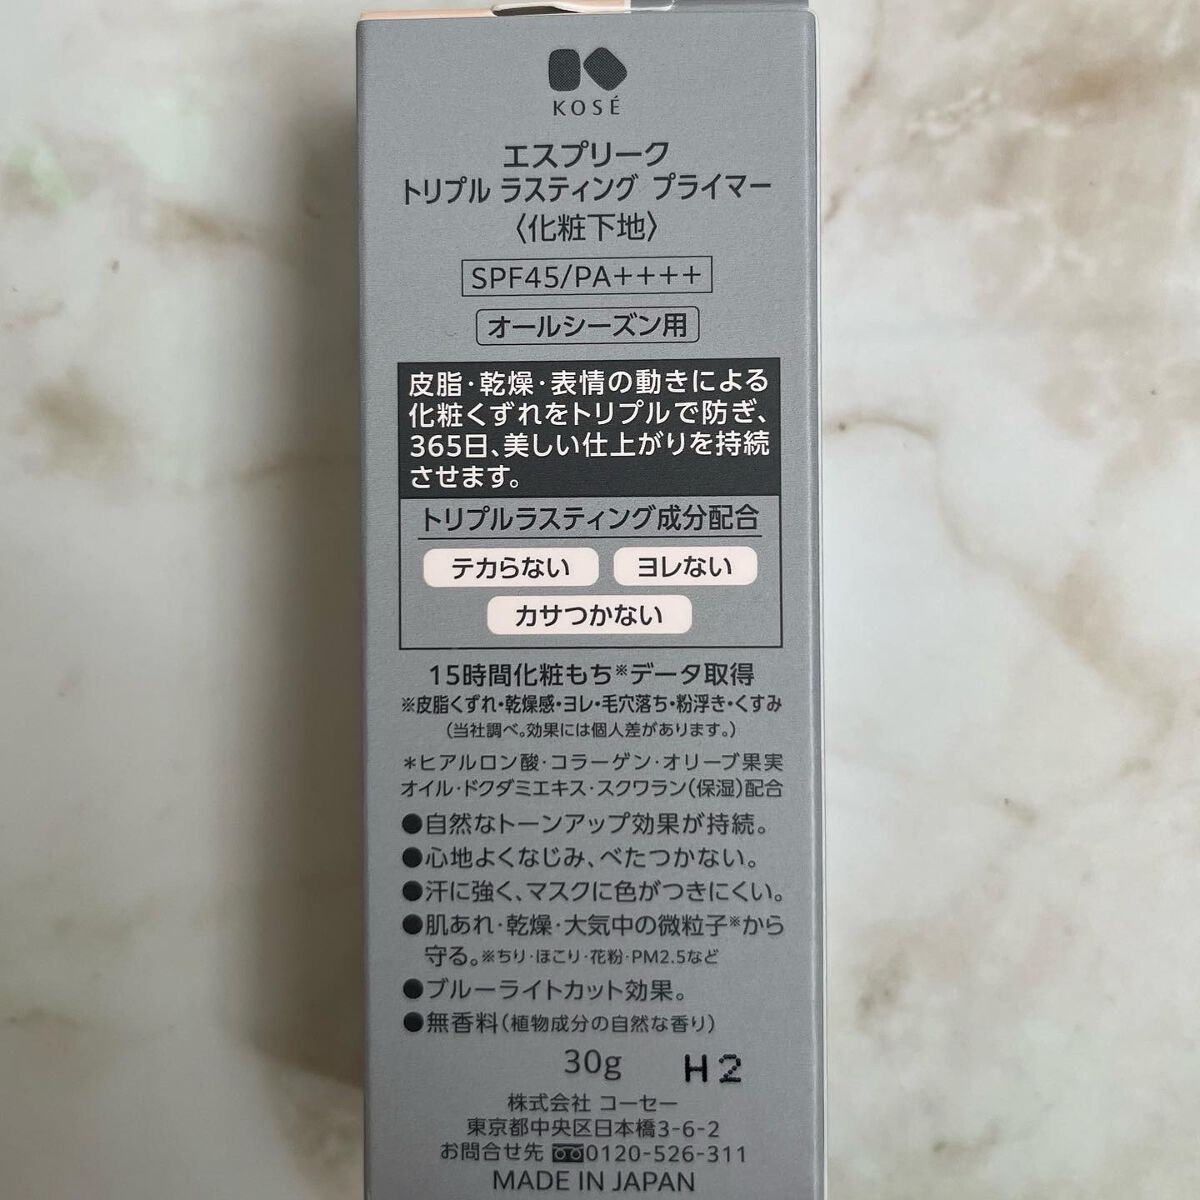 KOSÉ
エスプリーク
トリプル ラスティング プライマー
〈化粧下地〉
SPF45/PA++++
オールシーズン用
皮脂・乾燥・表情の動きによる
化粧くずれをトリプルで防ぎ、
365日、美しい仕上がりを持続
させます。
トリプルラスティング成分配合
テカらない ヨレない
カサつかない
15時間化粧もち※データ取得
※皮脂くずれ・乾燥感・ヨレ・毛穴落ち・粉浮き・くすみ
(当社調べ。効果には個人差があります。)
*ヒアルロン酸・コラーゲン・オリーブ果実
オイル・ドクダミエキス・スクワラン(保湿)配合
●自然なトーンアップ効果が持続。
●心地よくなじみ、べたつかない。
●汗に強く、マスクに色がつきにくい。
●肌あれ・乾燥・大気中の微粒子※から
守る。※ちり・ほこり・花粉・PM2.5など
●ブルーライトカット効果。
●無香料(植物成分の自然な香り)
30g H2
株式会社 コーセー
東京都中央区日本橋3-6-2
お問合せ先 0120-526-311
MADE IN JAPAN